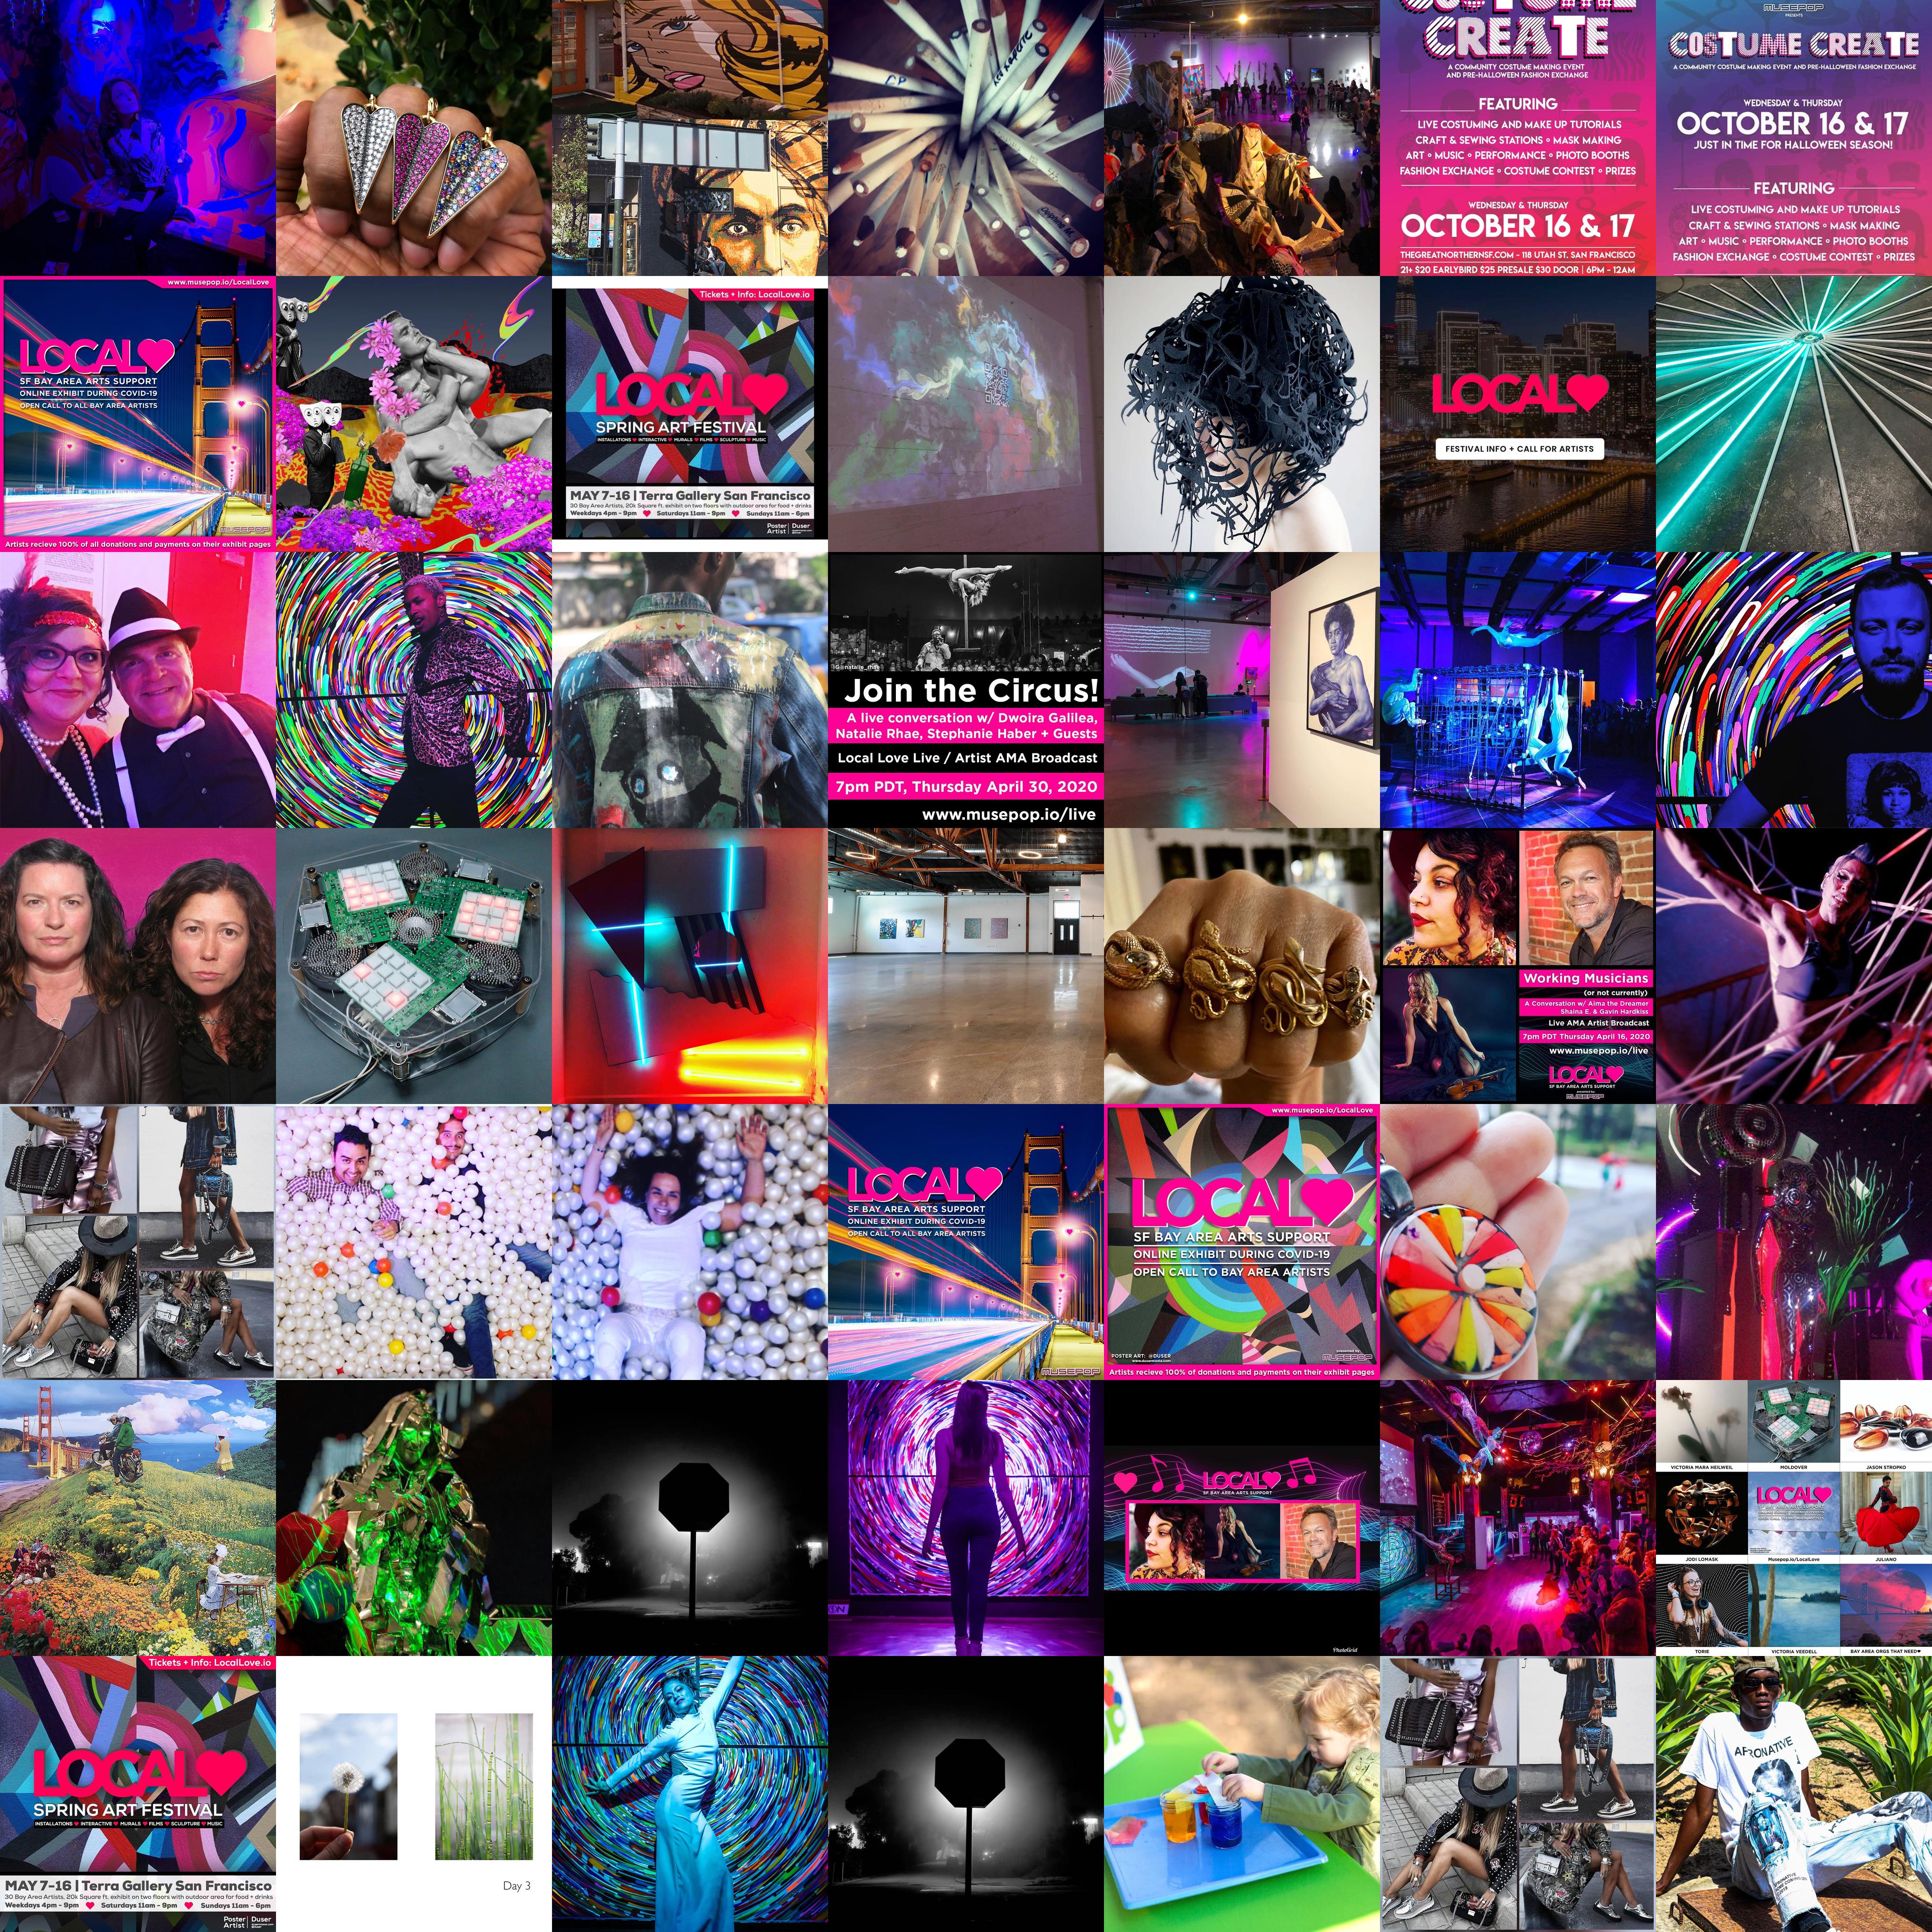 COSTUME
CREATE
A COMMUNITY COSTUME MAKING EVENT
AND PRE-HALLOWEEN FASHION EXCHANGE
FEATURING
LIVE COSTUMING AND MAKE UP TUTORIALS
CRAFT & SEWING STATIONS • MASK MAKING
ART • MUSIC • PERFORMANCE • PHOTO BOOTHS
FASHION EXCHANGE • COSTUME CONTEST • PRIZES
WEDNESDAY & THURSDAY
OCTOBER 16 & 17
THEGREATNORTHERNSF.COM - 118 UTAH ST. SAN FRANCISCO
21+ $20 EARLYBIRD $25 PRESALE $30 DOOR | 6PM - 12AM
MUSEPOP
PRESENTS
COSTUME CREATE
A COMMUNITY COSTUME MAKING EVENT AND PRE-HALLOWEEN FASHION EXCHANGE
WEDNESDAY & THURSDAY
OCTOBER 16 & 17
JUST IN TIME FOR HALLOWEEN SEASON!
FEATURING
LIVE COSTUMING AND MAKE UP TUTORIALS
CRAFT & SEWING STATIONS • MASK MAKING
ART • MUSIC • PERFORMANCE • PHOTO BOOTHS
FASHION EXCHANGE • COSTUME CONTEST • PRIZES
www.musepop.io/LocalLove
LOCAL
SF BAY AREA ARTS SUPPORT
ONLINE EXHIBIT DURING COVID-19
OPEN CALL TO ALL BAY AREA ARTISTS
MUSEPOP
Artists recieve 100% of all donations and payments on their exhibit pages
Tickets + Info: LocalLove.io
LOCAL
SPRING ART FESTIVAL
INSTALLATIONS ♥ INTERACTIVE ♥ MURALS ♥ FILMS ♥ SCULPTURE ♥ MUSIC
MAY 7-16 | Terra Gallery San Francisco
30 Bay Area Artists, 20k Square ft. exhibit on two floors with outdoor area for food + drinks
Weekdays 4pm - 9pm ♥ Saturdays 11am - 9pm ♥ Sundays 11am - 6pm
Poster Artist | Duser
LOCAL
FESTIVAL INFO + CALL FOR ARTISTS
Join the Circus!
A live conversation w/ Dwoira Galilea,
Natalie Rhae, Stephanie Haber + Guests
Local Love Live / Artist AMA Broadcast
7pm PDT, Thursday April 30, 2020
www.musepop.io/live
Working Musicians
(or not currently)
A Conversation w/ Aima the Dreamer
Shaina E. & Gavin Hardkiss
Live AMA Artist Broadcast
7pm PDT Thursday April 16, 2020
www.musepop.io/live
LOCAL
SF BAY AREA ARTS SUPPORT
MUSEPOP
LOCAL
SF BAY AREA ARTS SUPPORT
ONLINE EXHIBIT DURING COVID-19
OPEN CALL TO ALL BAY AREA ARTISTS
MUSEPOP
www.musepop.io/LocalLove
LOCAL
SF BAY AREA ARTS SUPPORT
ONLINE EXHIBIT DURING COVID-19
OPEN CALL TO BAY AREA ARTISTS
POSTER ART: @DUSER
presented by
MUSEPOP
Artists recieve 100% of donations and payments on their exhibit pages
LOCAL
SF BAY AREA ARTS SUPPORT
PhotoGrid
VICTORIA MARA HEILWEIL
MOLDOVER
JASON STROPKO
LOCAL
JODI LOMASK
Musepop.io/LocalLove
JULIANO
TORIE
VICTORIA VEEDELL
BAY AREA ORGS THAT NEED♥
Tickets + Info: LocalLove.io
LOCAL
SPRING ART FESTIVAL
INSTALLATIONS ♥ INTERACTIVE ♥ MURALS ♥ FILMS ♥ SCULPTURE ♥ MUSIC
MAY 7-16 | Terra Gallery San Francisco
30 Bay Area Artists, 20k Square ft. exhibit on two floors with outdoor area for food + drinks
Weekdays 4pm - 9pm ♥ Saturdays 11am - 9pm ♥ Sundays 11am - 6pm
Poster Artist | Duser
Day 3
AFRONATIVE